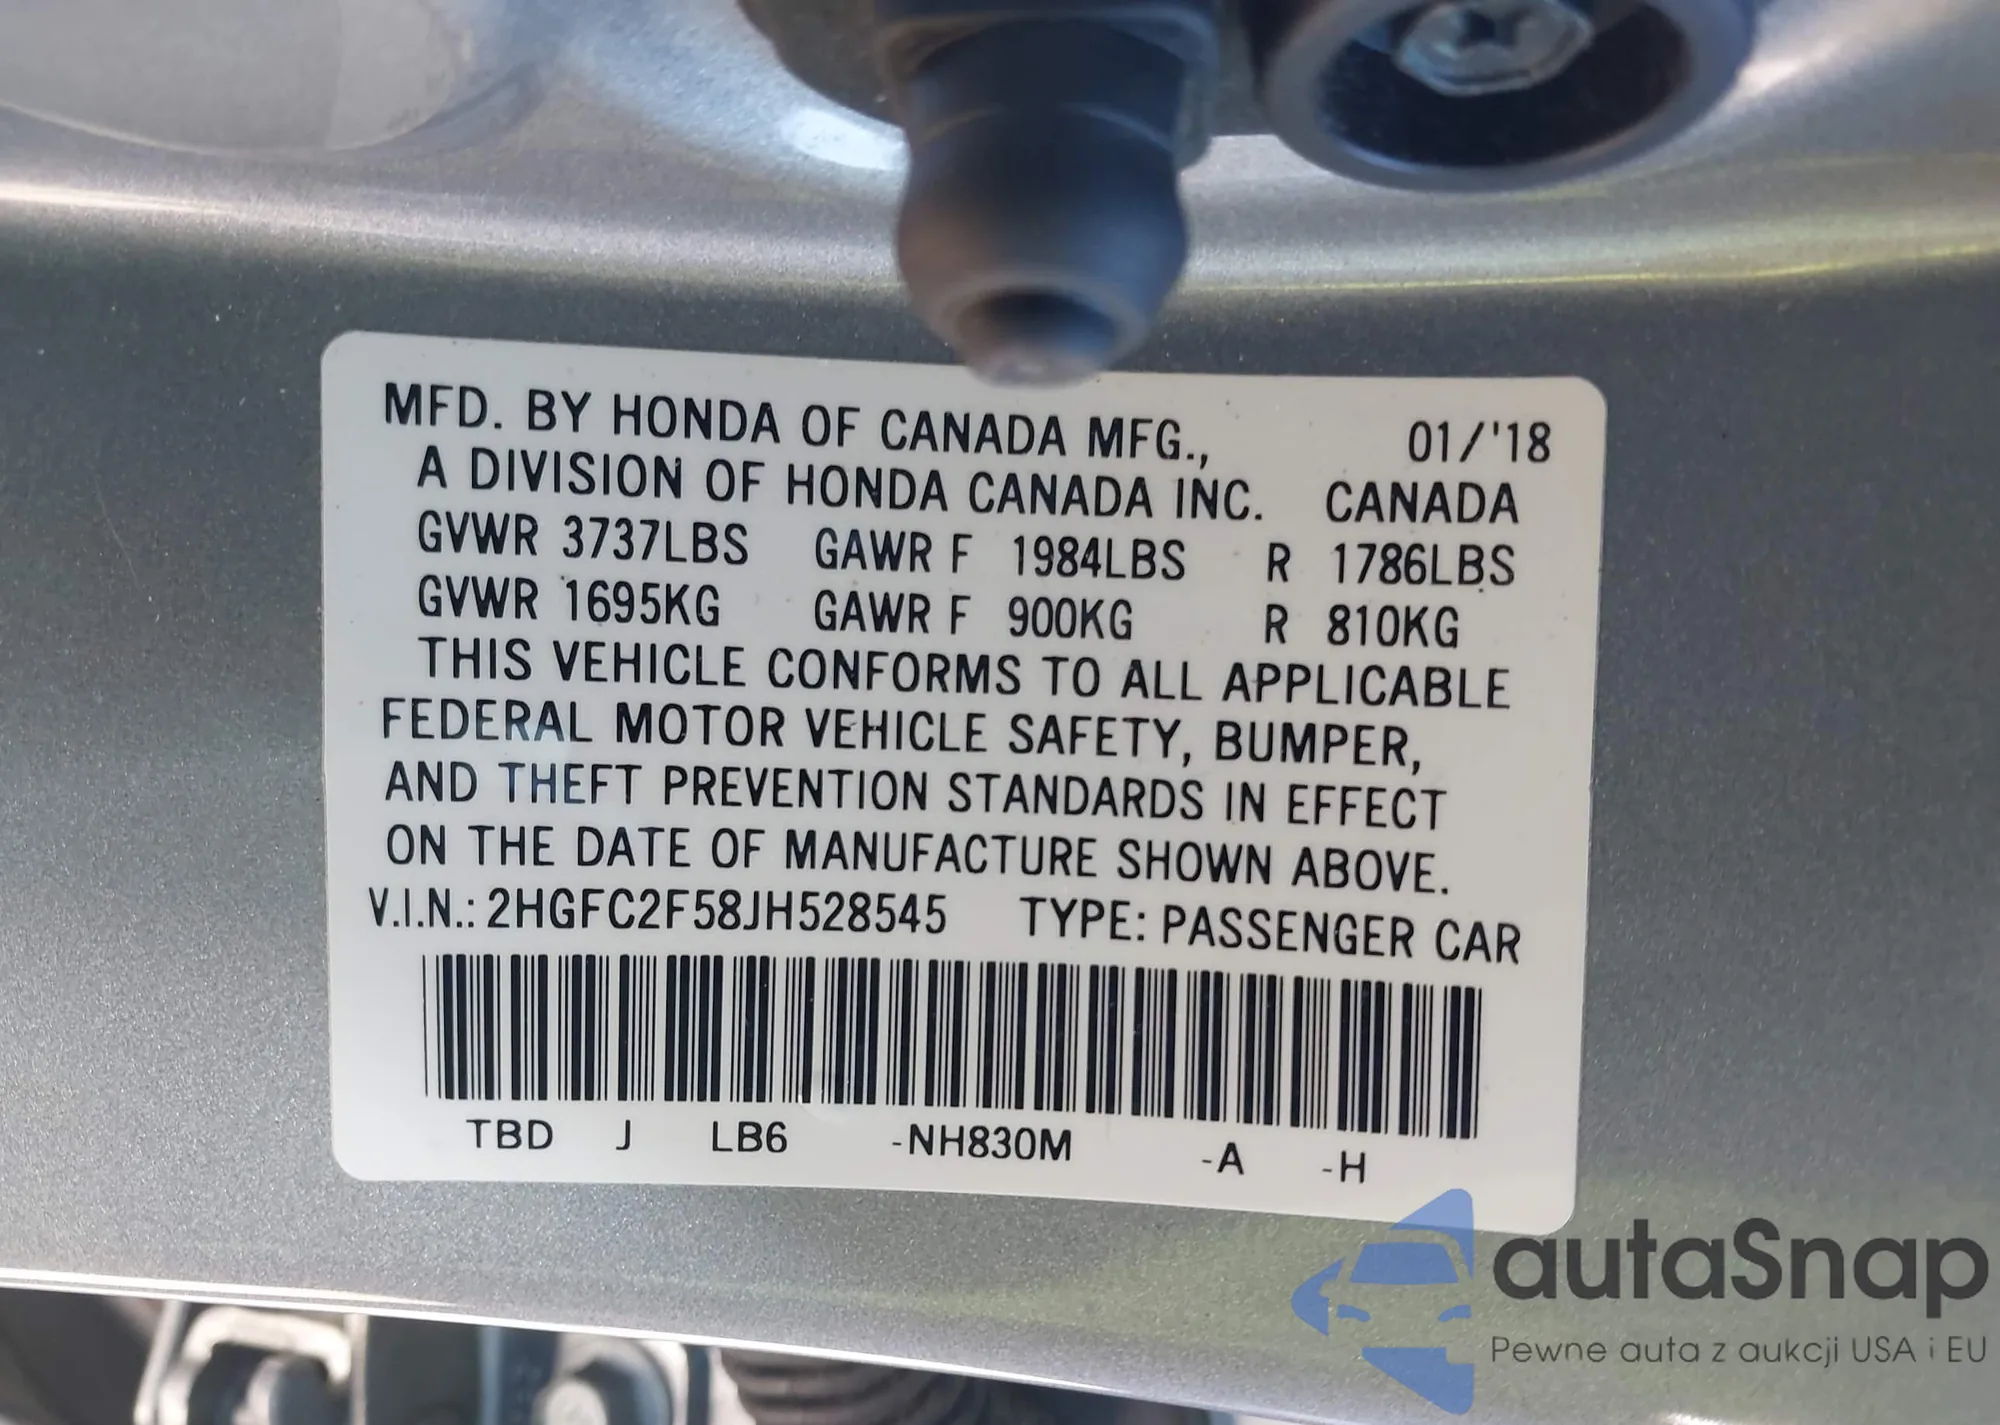 MFD. BY HONDA OF CANADA MFG., 01/'18
A DIVISION OF HONDA CANADA INC. CANADA
GVWR 3737LBS GAWR F 1984LBS R 1786LBS
GVWR 1695KG GAWR F 900KG R 810KG
THIS VEHICLE CONFORMS TO ALL APPLICABLE
FEDERAL MOTOR VEHICLE SAFETY, BUMPER,
AND THEFT PREVENTION STANDARDS IN EFFECT
ON THE DATE OF MANUFACTURE SHOWN ABOVE.
V.I.N.: 2HGFC2F58JH528545 TYPE: PASSENGER CAR
TBD J LB6 -NH830M -A -H
autaSnap
Pewne auta z aukcji USA i EU